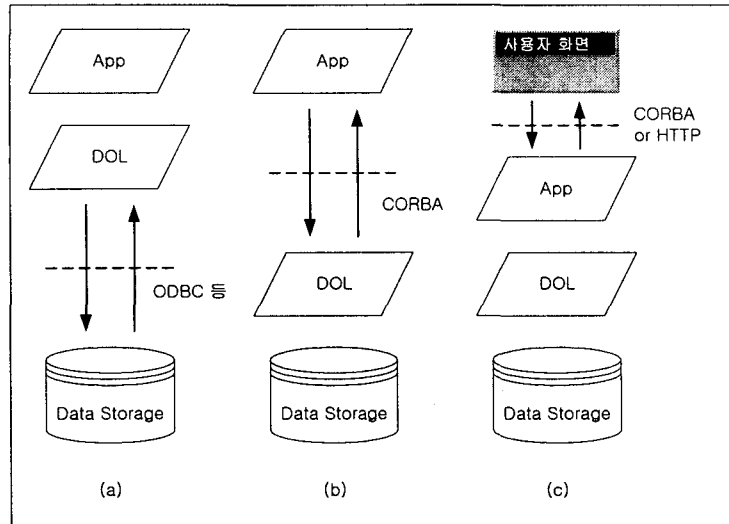 App
DOL
ODBC 등
Data Storage
(a)
App
CORBA
DOL
Data Storage
(b)
사용자 화면
CORBA
or HTTP
App
DOL
Data Storage
(c)